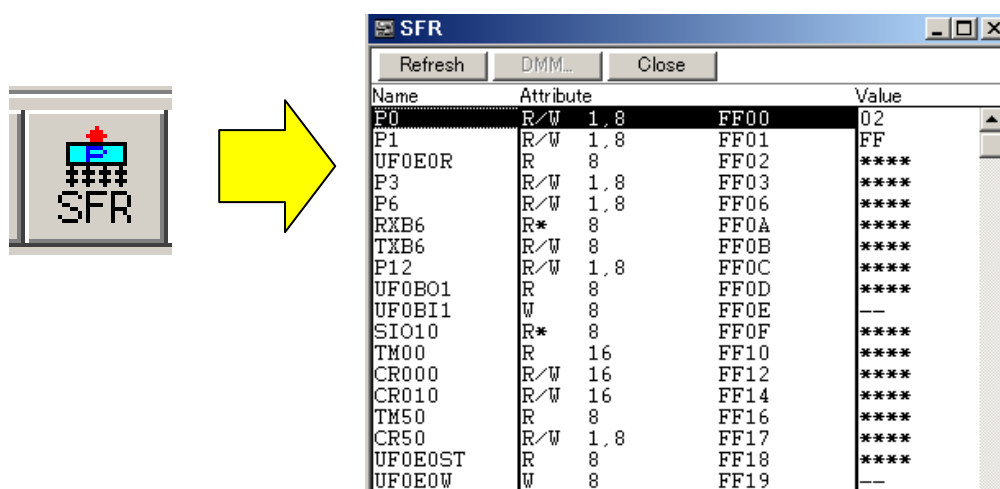 P
SFR
SFR
Refresh DMM... Close
Name Attribute Value
P0 R/W 1,8 FF00 02
P1 R/W 1,8 FF01 FF
UF0E0R R 8 FF02 ****
P3 R/W 1,8 FF03 ****
P6 R/W 1,8 FF06 ****
RXB6 R* 8 FF0A ****
TXB6 R/W 8 FF0B ****
P12 R/W 1,8 FF0C ****
UF0BO1 R 8 FF0D ****
UF0BI1 W 8 FF0E --
SIO10 R* 8 FF0F ****
TM00 R 16 FF10 ****
CR000 R/W 16 FF12 ****
CR010 R/W 16 FF14 ****
TM50 R 8 FF16 ****
CR50 R/W 1,8 FF17 ****
UF0E0ST R 8 FF18 ****
UF0E0W W 8 FF19 --